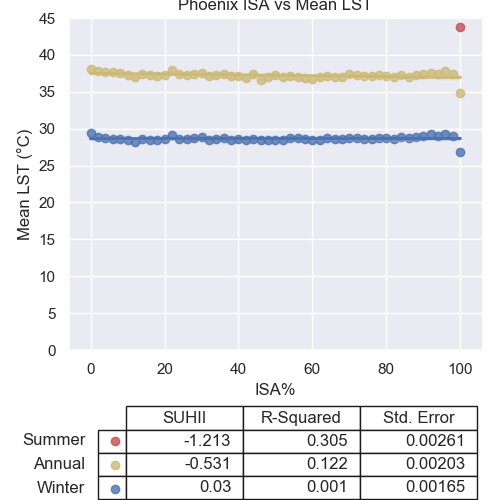 Phoenix ISA vs Mean LST
45
40
35
30
25
20
15
10
5
0
Mean LST (°C)
0 20 40 60 80 100
ISA%
SUHII R-Squared Std. Error
Summer -1.213 0.305 0.00261
Annual -0.531 0.122 0.00203
Winter 0.03 0.001 0.00165